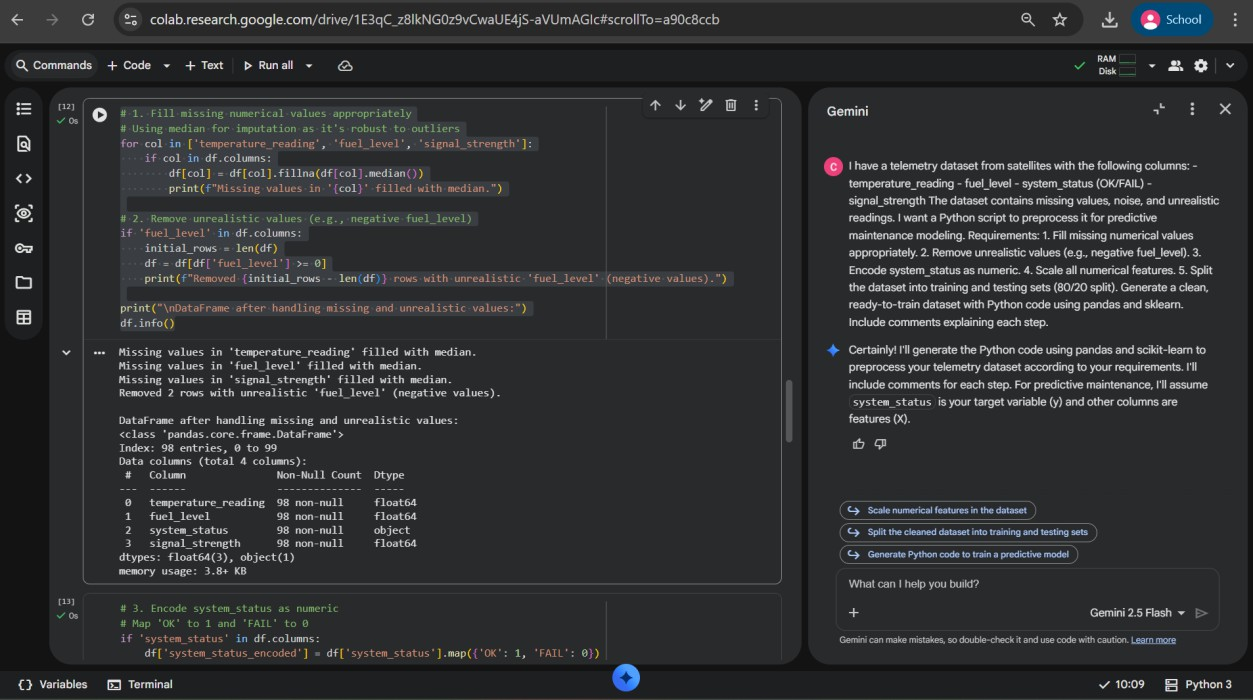 colab.research.google.com/drive/1E3qC_z8lkNG0z9vCwaUE4jS-aVUmAGIc#scrollTo=a90c8ccb
School
Commands + Code + Text Run all
RAM
Disk
[12]
0s
# 1. Fill missing numerical values appropriately
# Using median for imputation as it's robust to outliers
for col in ['temperature_reading', 'fuel_level', 'signal_strength']:
    if col in df.columns:
        df[col] = df[col].fillna(df[col].median())
        print(f"Missing values in '{col}' filled with median.")
# 2. Remove unrealistic values (e.g., negative fuel_level)
if 'fuel_level' in df.columns:
    initial_rows = len(df)
    df = df[df['fuel_level'] >= 0]
    print(f"Removed {initial_rows - len(df)} rows with unrealistic 'fuel_level' (negative values).")
print("\nDataFrame after handling missing and unrealistic values:")
df.info()
Missing values in 'temperature_reading' filled with median.
Missing values in 'fuel_level' filled with median.
Missing values in 'signal_strength' filled with median.
Removed 2 rows with unrealistic 'fuel_level' (negative values).
DataFrame after handling missing and unrealistic values:
<class 'pandas.core.frame.DataFrame'>
Index: 98 entries, 0 to 99
Data columns (total 4 columns):
 #   Column               Non-Null Count  Dtype
---  ------               --------------  -----
 0   temperature_reading  98 non-null     float64
 1   fuel_level           98 non-null     float64
 2   system_status        98 non-null     object
 3   signal_strength      98 non-null     float64
dtypes: float64(3), object(1)
memory usage: 3.8+ KB
[13]
0s
# 3. Encode system_status as numeric
# Map 'OK' to 1 and 'FAIL' to 0
if 'system_status' in df.columns:
    df['system_status_encoded'] = df['system_status'].map({'OK': 1, 'FAIL': 0})
Gemini
C
I have a telemetry dataset from satellites with the following columns: -
temperature_reading - fuel_level - system_status (OK/FAIL) -
signal_strength The dataset contains missing values, noise, and unrealistic
readings. I want a Python script to preprocess it for predictive
maintenance modeling. Requirements: 1. Fill missing numerical values
appropriately. 2. Remove unrealistic values (e.g., negative fuel_level). 3.
Encode system_status as numeric. 4. Scale all numerical features. 5. Split
the dataset into training and testing sets (80/20 split). Generate a clean,
ready-to-train dataset with Python code using pandas and sklearn.
Include comments explaining each step.
Certainly! I'll generate the Python code using pandas and scikit-learn to
preprocess your telemetry dataset according to your requirements. I'll
include comments for each step. For predictive maintenance, I'll assume
system_status is your target variable (y) and other columns are
features (X).
Scale numerical features in the dataset
Split the cleaned dataset into training and testing sets
Generate Python code to train a predictive model
What can I help you build?
Gemini 2.5 Flash
Gemini can make mistakes, so double-check it and use code with caution. Learn more
{} Variables
Terminal
10:09
Python 3